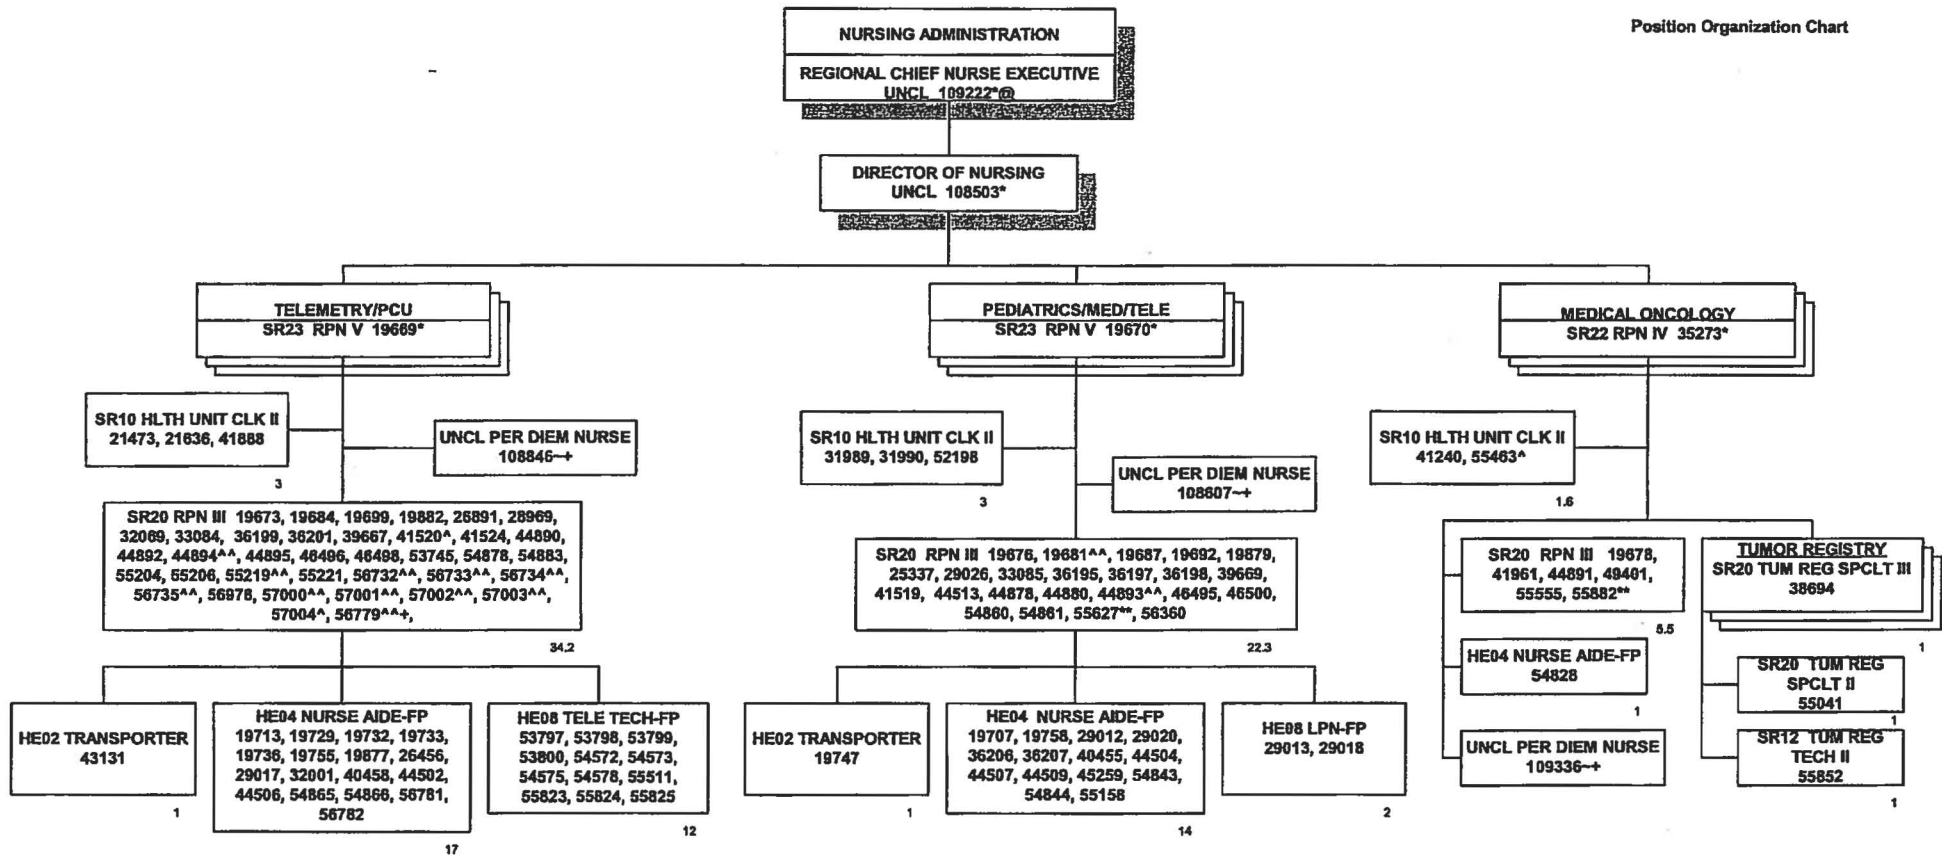 Position Organization Chart
NURSING ADMINISTRATION
REGIONAL CHIEF NURSE EXECUTIVE
UNCL 109222*@
DIRECTOR OF NURSING
UNCL 108503*
TELEMETRY/PCU
SR23 RPN V 19669*
SR10 HLTH UNIT CLK II
21473, 21636, 41888
3
UNCL PER DIEM NURSE
108846~+
SR20 RPN III 19673, 19684, 19699, 19882, 26891, 28969,
32069, 33084, 36199, 36201, 39667, 41520^, 41524, 44890,
44892, 44894^^, 44895, 46496, 46498, 53745, 54878, 54883,
55204, 55206, 55219^^, 55221, 56732^^, 56733^^, 56734^^,
56735^^, 56978, 57000^^, 57001^^, 57002^^, 57003^^,
57004^, 56779^^+,
34.2
HE02 TRANSPORTER
43131
1
HE04 NURSE AIDE-FP
19713, 19729, 19732, 19733,
19736, 19755, 19877, 26456,
29017, 32001, 40458, 44502,
44506, 54865, 54866, 56781,
56782
17
HE08 TELE TECH-FP
53797, 53798, 53799,
53800, 54572, 54573,
54575, 54578, 55511,
55823, 55824, 55825
12
PEDIATRICS/MED/TELE
SR23 RPN V 19670*
SR10 HLTH UNIT CLK II
31989, 31990, 52198
3
UNCL PER DIEM NURSE
108607~+
SR20 RPN III 19676, 19681^^, 19687, 19692, 19879,
25337, 29026, 33085, 36195, 36197, 36198, 39669,
41519, 44513, 44878, 44880, 44893^^, 46495, 46500,
54860, 54861, 55627**, 56360
22.3
HE02 TRANSPORTER
19747
1
HE04 NURSE AIDE-FP
19707, 19758, 29012, 29020,
36206, 36207, 40455, 44504,
44507, 44509, 45259, 54843,
54844, 55158
14
HE08 LPN-FP
29013, 29018
2
MEDICAL ONCOLOGY
SR22 RPN IV 35273*
SR10 HLTH UNIT CLK II
41240, 55463^
1.6
SR20 RPN III 19678,
41961, 44891, 49401,
55555, 55882**
5.5
HE04 NURSE AIDE-FP
54828
1
UNCL PER DIEM NURSE
109336~+
TUMOR REGISTRY
SR20 TUM REG SPCLT III
38694
1
SR20 TUM REG
SPCLT II
55041
1
SR12 TUM REG
TECH II
55852
1